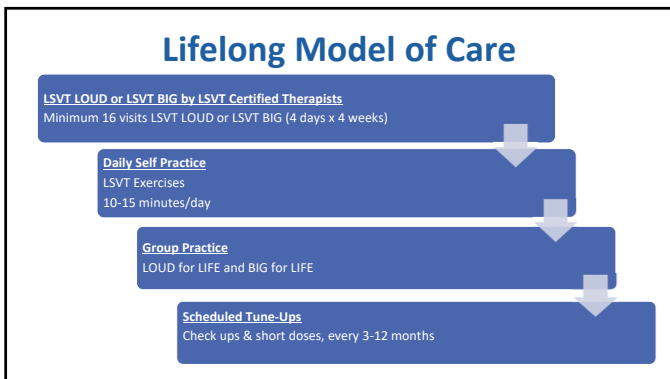 Lifelong Model of Care
LSVT LOUD or LSVT BIG by LSVT Certified Therapists
Minimum 16 visits LSVT LOUD or LSVT BIG (4 days x 4 weeks)
Daily Self Practice
LSVT Exercises
10-15 minutes/day
Group Practice
LOUD for LIFE and BIG for LIFE
Scheduled Tune-Ups
Check ups & short doses, every 3-12 months